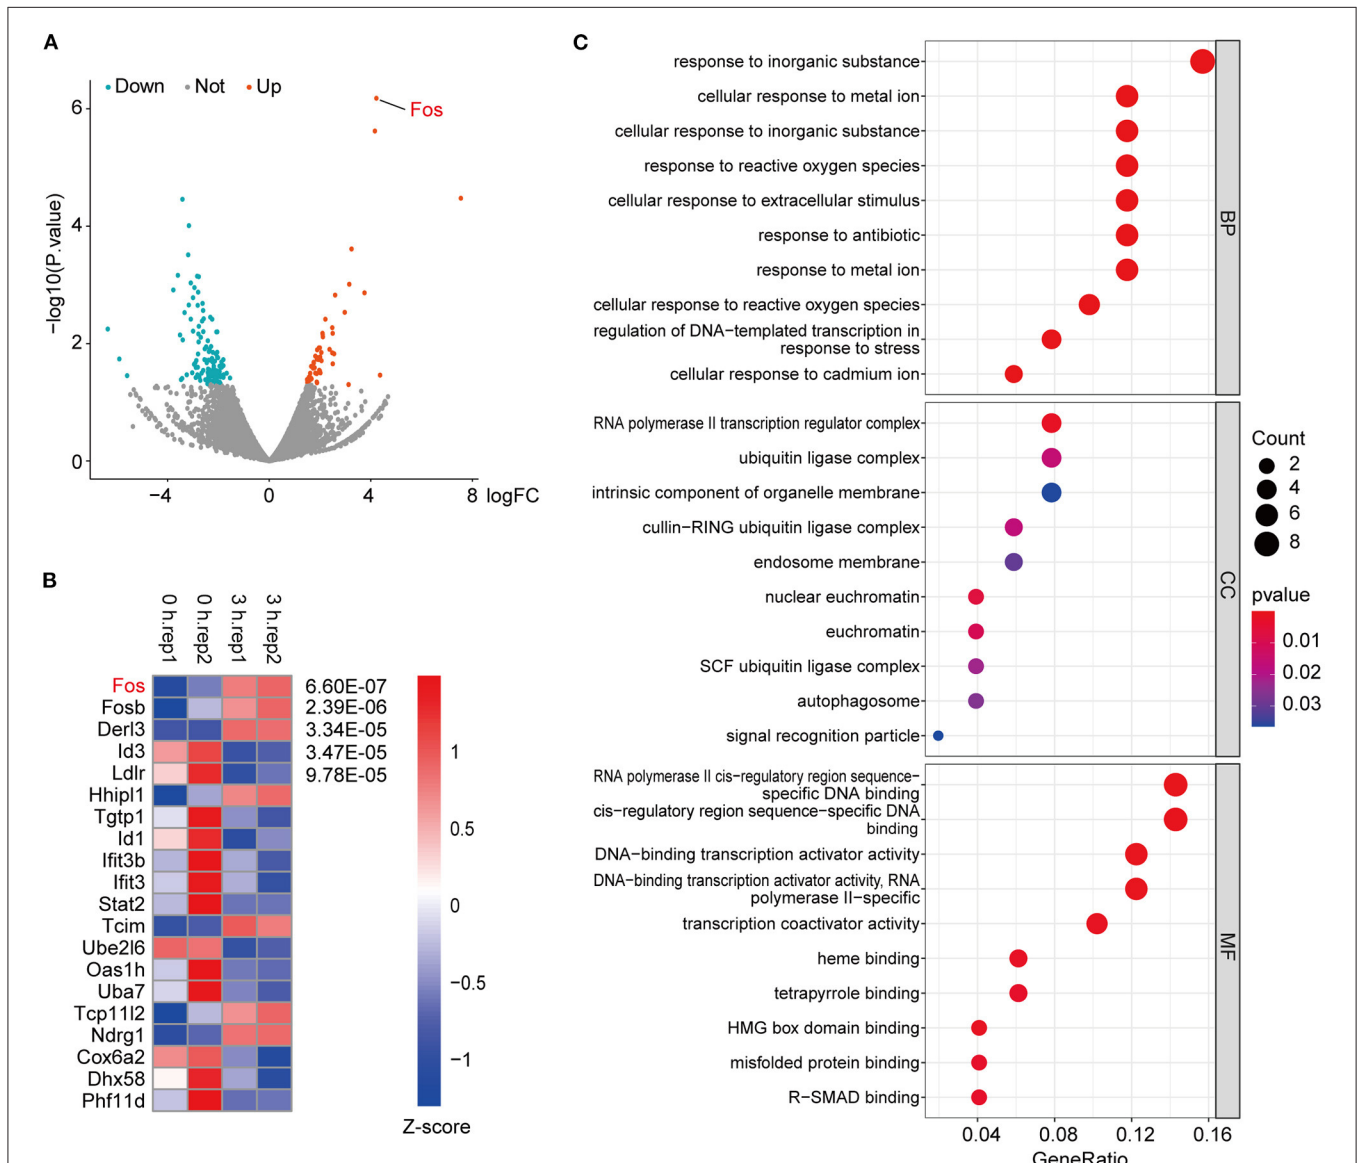 A
Down Not Up
Fos
6
4
2
0
−log10(P.value)
−4 0 4 8 logFC
B
0 h.rep1
0 h.rep2
3 h.rep1
3 h.rep2
Fos 6.60E-07
Fosb 2.39E-06
Derl3 3.34E-05
Id3 3.47E-05
Ldlr 9.78E-05
Hhipl1
Tgtp1
Id1
Ifit3b
Ifit3
Stat2
Tcim
Ube2l6
Oas1h
Uba7
Tcp11l2
Ndrg1
Cox6a2
Dhx58
Phf11d
1
0.5
0
−0.5
−1
Z-score
C
response to inorganic substance
cellular response to metal ion
cellular response to inorganic substance
response to reactive oxygen species
cellular response to extracellular stimulus
response to antibiotic
response to metal ion
cellular response to reactive oxygen species
regulation of DNA−templated transcription in
response to stress
cellular response to cadmium ion
BP
RNA polymerase II transcription regulator complex
ubiquitin ligase complex
intrinsic component of organelle membrane
cullin−RING ubiquitin ligase complex
endosome membrane
nuclear euchromatin
euchromatin
SCF ubiquitin ligase complex
autophagosome
signal recognition particle
CC
RNA polymerase II cis−regulatory region sequence−
specific DNA binding
cis−regulatory region sequence−specific DNA
binding
DNA−binding transcription activator activity
DNA−binding transcription activator activity, RNA
polymerase II−specific
transcription coactivator activity
heme binding
tetrapyrrole binding
HMG box domain binding
misfolded protein binding
R−SMAD binding
MF
0.04 0.08 0.12 0.16
GeneRatio
Count
2
4
6
8
pvalue
0.01
0.02
0.03